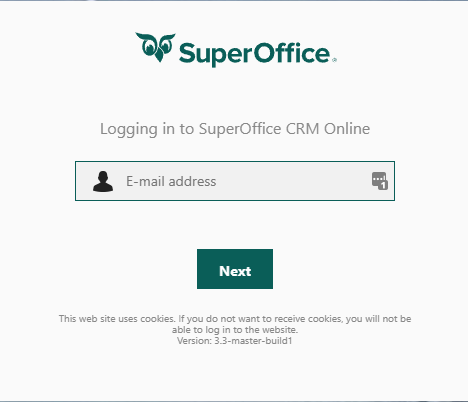 SuperOffice®
Logging in to SuperOffice CRM Online
E-mail address
1
Next
This web site uses cookies. If you do not want to receive cookies, you will not be
able to log in to the website.
Version: 3.3-master-build1